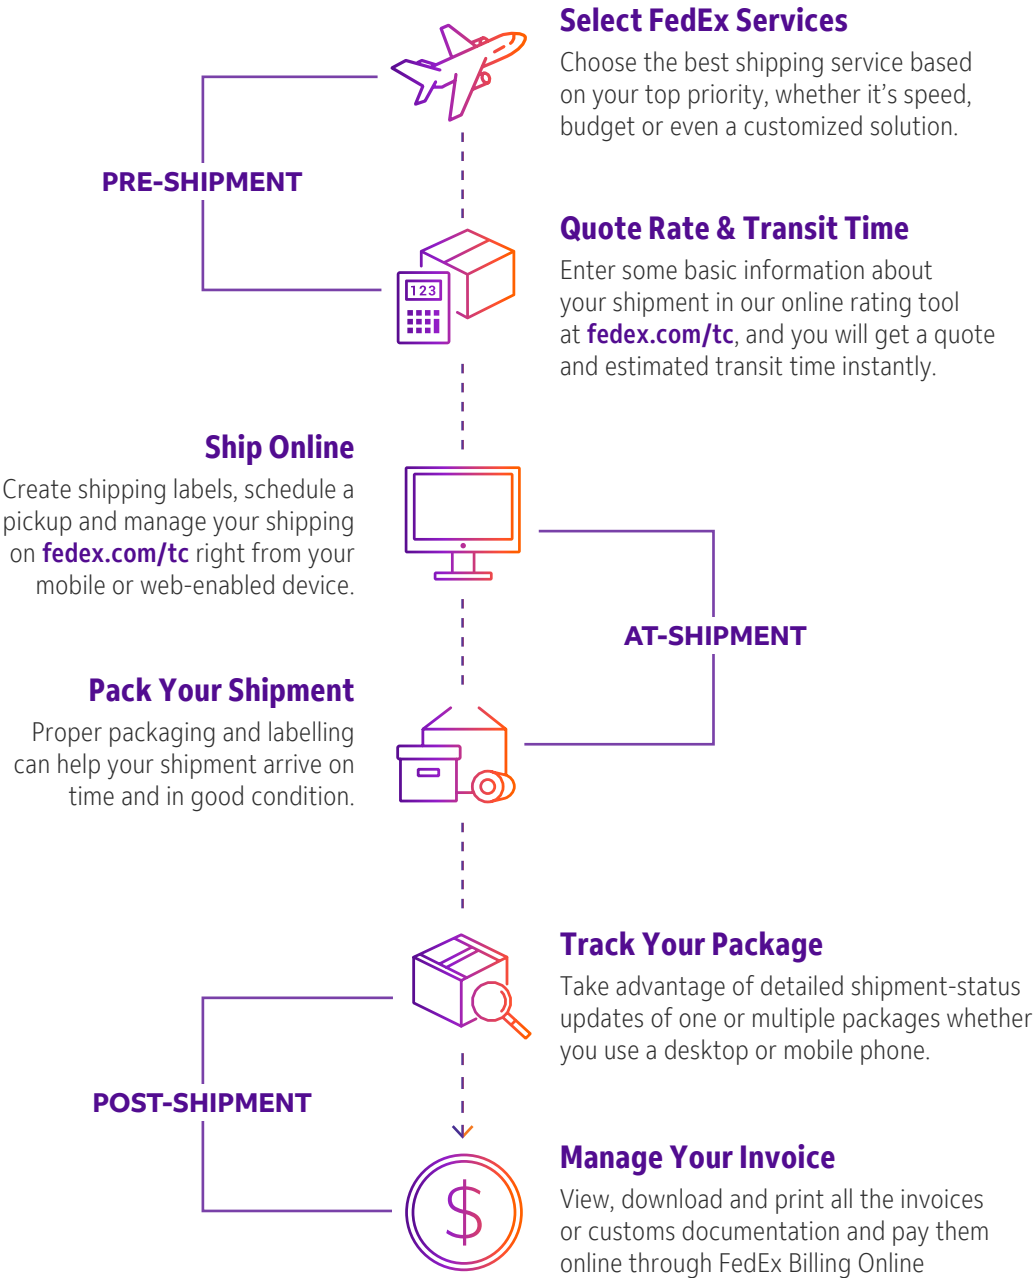 Select FedEx Services
Choose the best shipping service based
on your top priority, whether it’s speed,
budget or even a customized solution.
PRE-SHIPMENT
Quote Rate & Transit Time
Enter some basic information about
your shipment in our online rating tool
at fedex.com/tc, and you will get a quote
and estimated transit time instantly.
123
Ship Online
Create shipping labels, schedule a
pickup and manage your shipping
on fedex.com/tc right from your
mobile or web-enabled device.
AT-SHIPMENT
Pack Your Shipment
Proper packaging and labelling
can help your shipment arrive on
time and in good condition.
Track Your Package
Take advantage of detailed shipment-status
updates of one or multiple packages whether
you use a desktop or mobile phone.
POST-SHIPMENT
Manage Your Invoice
View, download and print all the invoices
or customs documentation and pay them
online through FedEx Billing Online
$